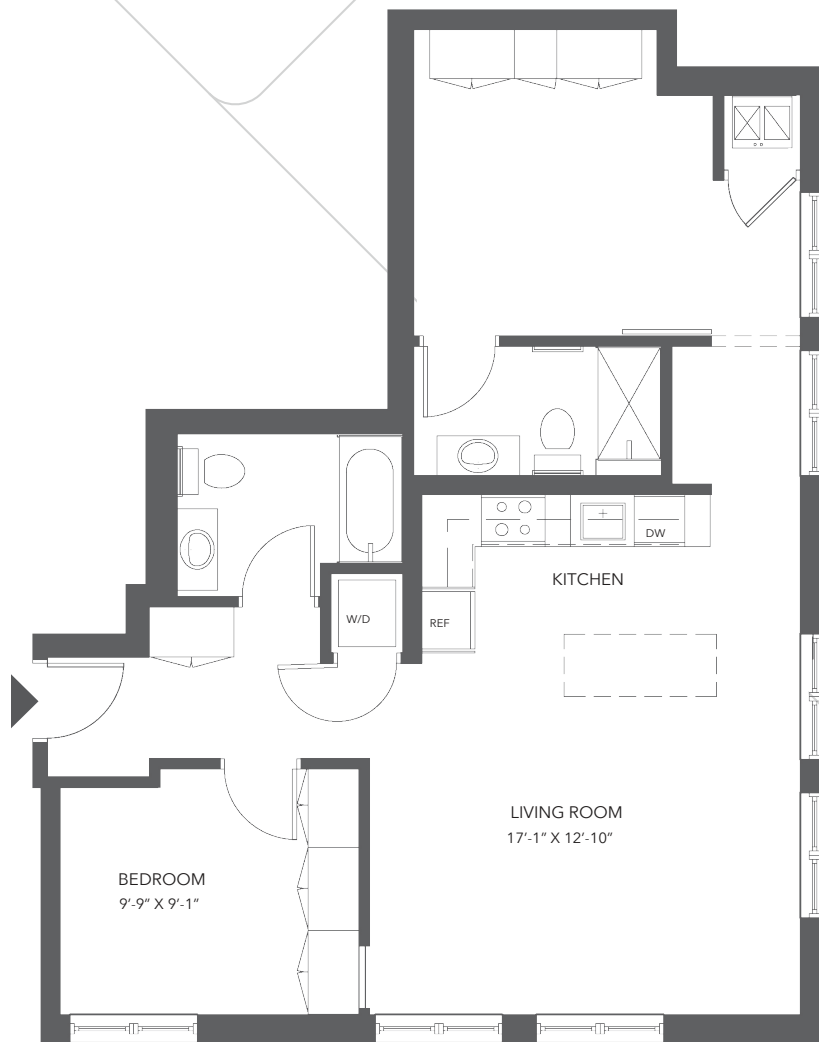 DW
KITCHEN
W/D
REF
LIVING ROOM
17’-1” X 12’-10”
BEDROOM
9’-9” X 9’-1”